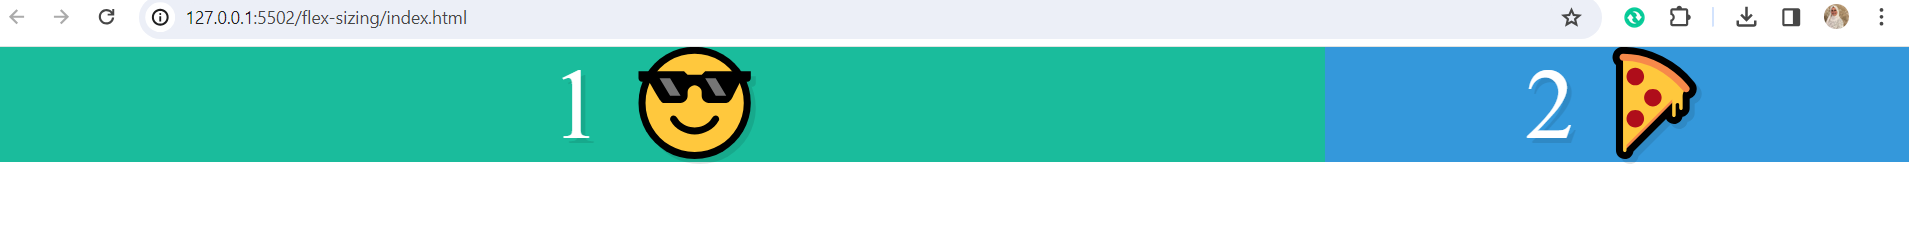 127.0.0.1:5502/flex-sizing/index.html
1 😎 2 🍕